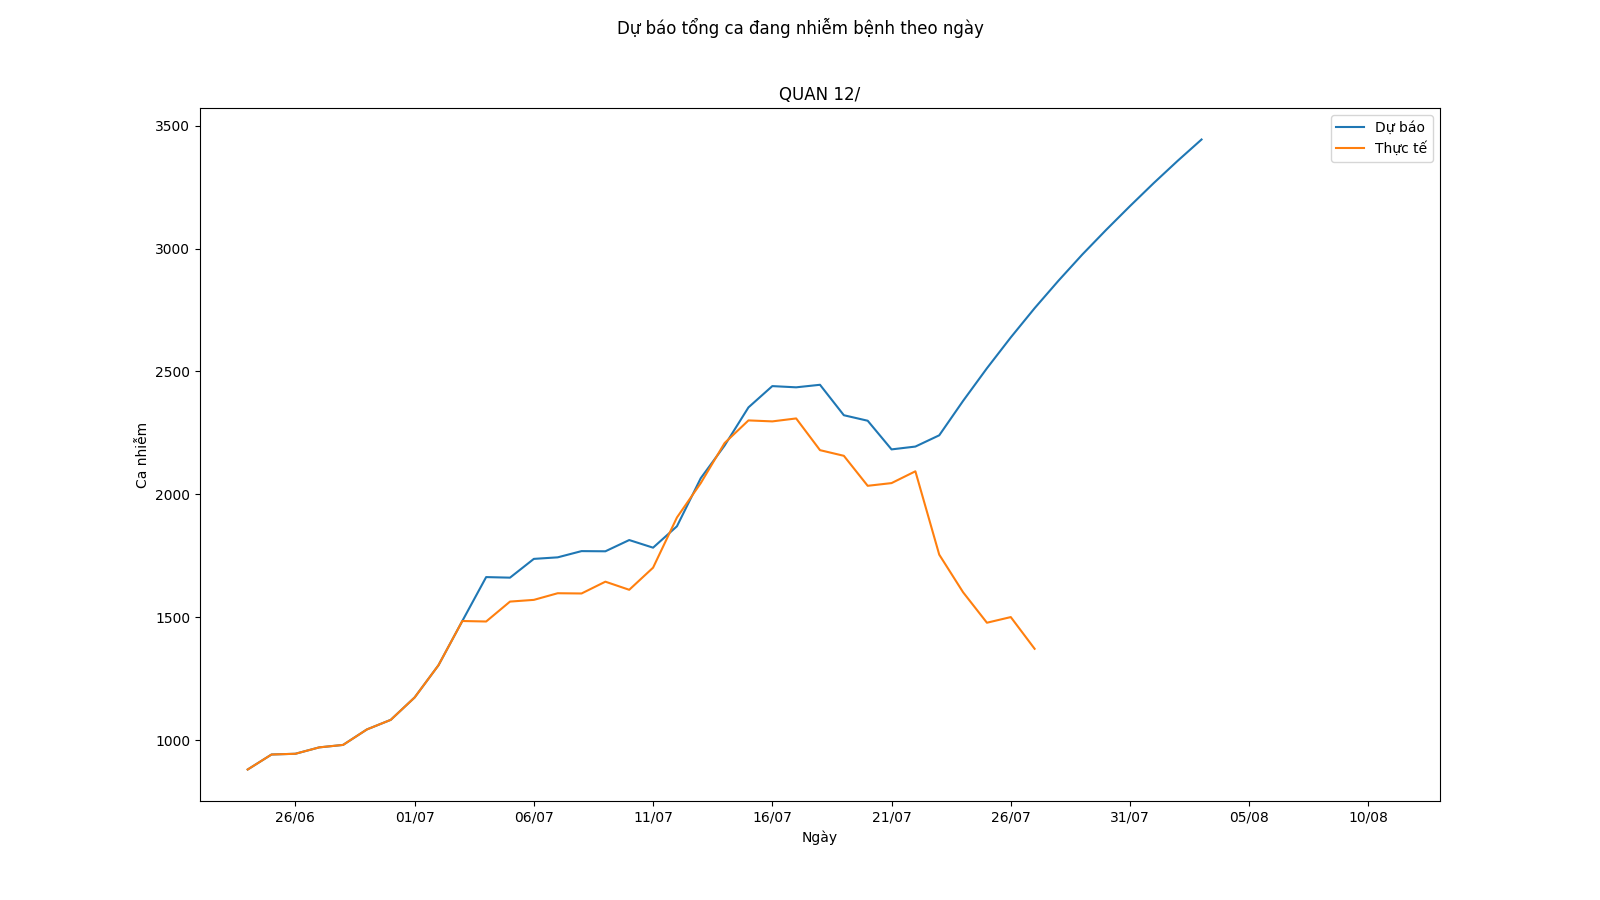 Dự báo tổng ca đang nhiễm bệnh theo ngày
QUAN 12/
Dự báo
Thực tế
3500
3000
2500
2000
1500
1000
Ca nhiễm
26/06 01/07 06/07 11/07 16/07 21/07 26/07 31/07 05/08 10/08
Ngày